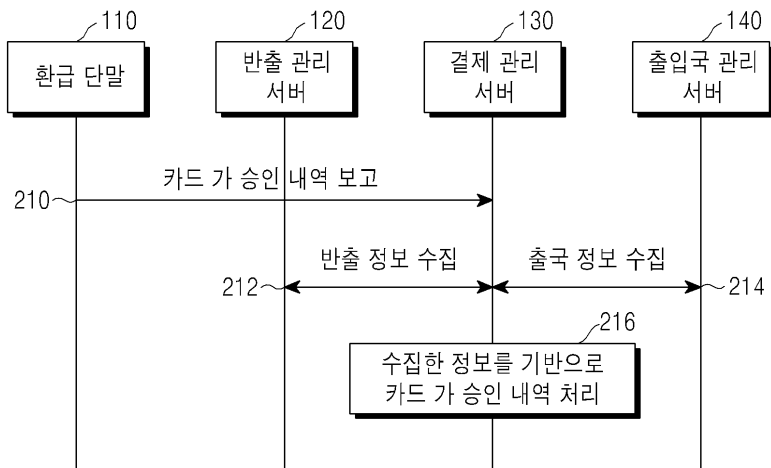 110
120
130
140
환급 단말
반출 관리
서버
결제 관리
서버
출입국 관리
서버
카드 가 승인 내역 보고
210
반출 정보 수집
출국 정보 수집
212
214
216
수집한 정보를 기반으로
카드 가 승인 내역 처리